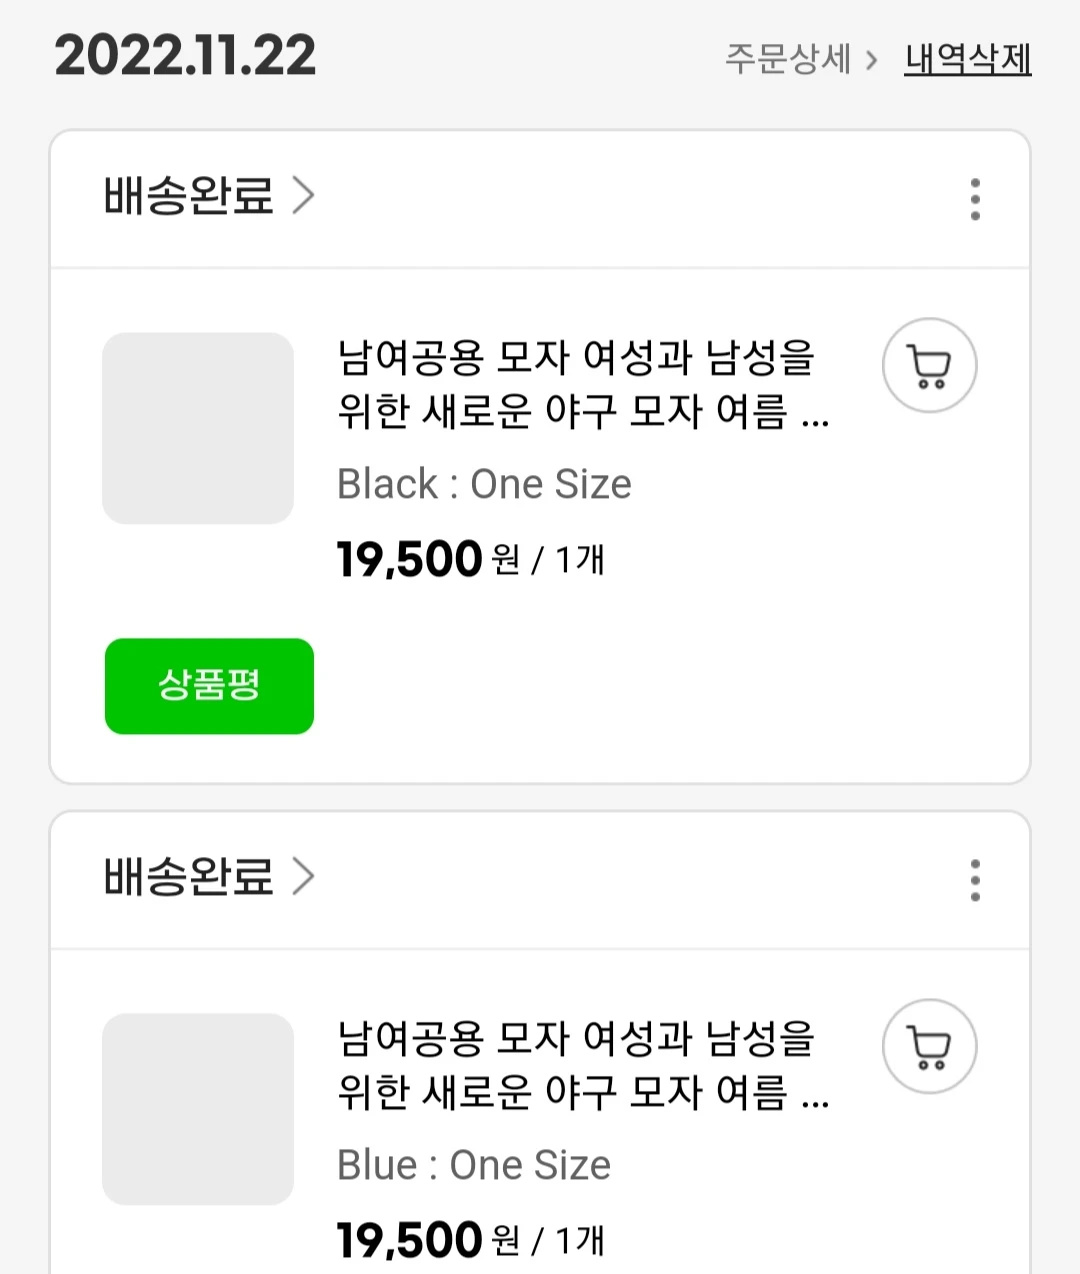 2022.11.22
주문상세 > 내역삭제
배송완료 >
남여공용 모자 여성과 남성을
위한 새로운 야구 모자 여름 ...
Black : One Size
19,500 원 / 1개
상품평
배송완료 >
남여공용 모자 여성과 남성을
위한 새로운 야구 모자 여름 ...
Blue : One Size
19,500 원 / 1개